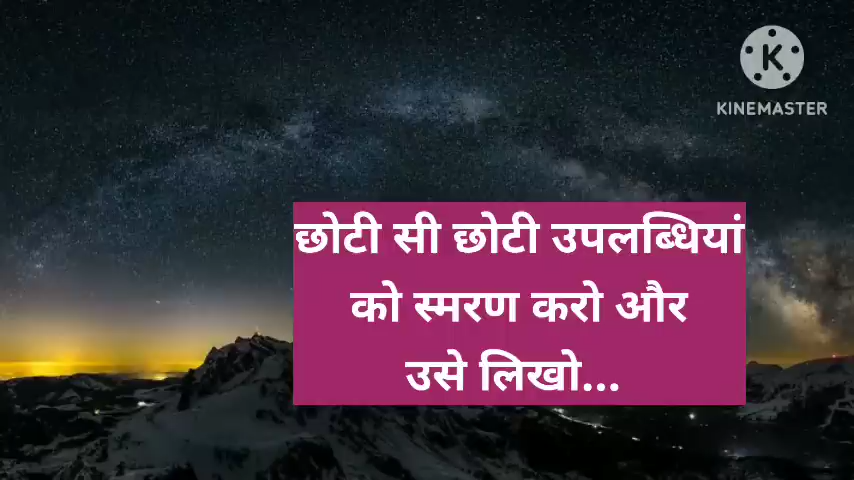 K
KINEMASTER
छोटी सी छोटी उपलब्धियां
को स्मरण करो और
उसे लिखो...